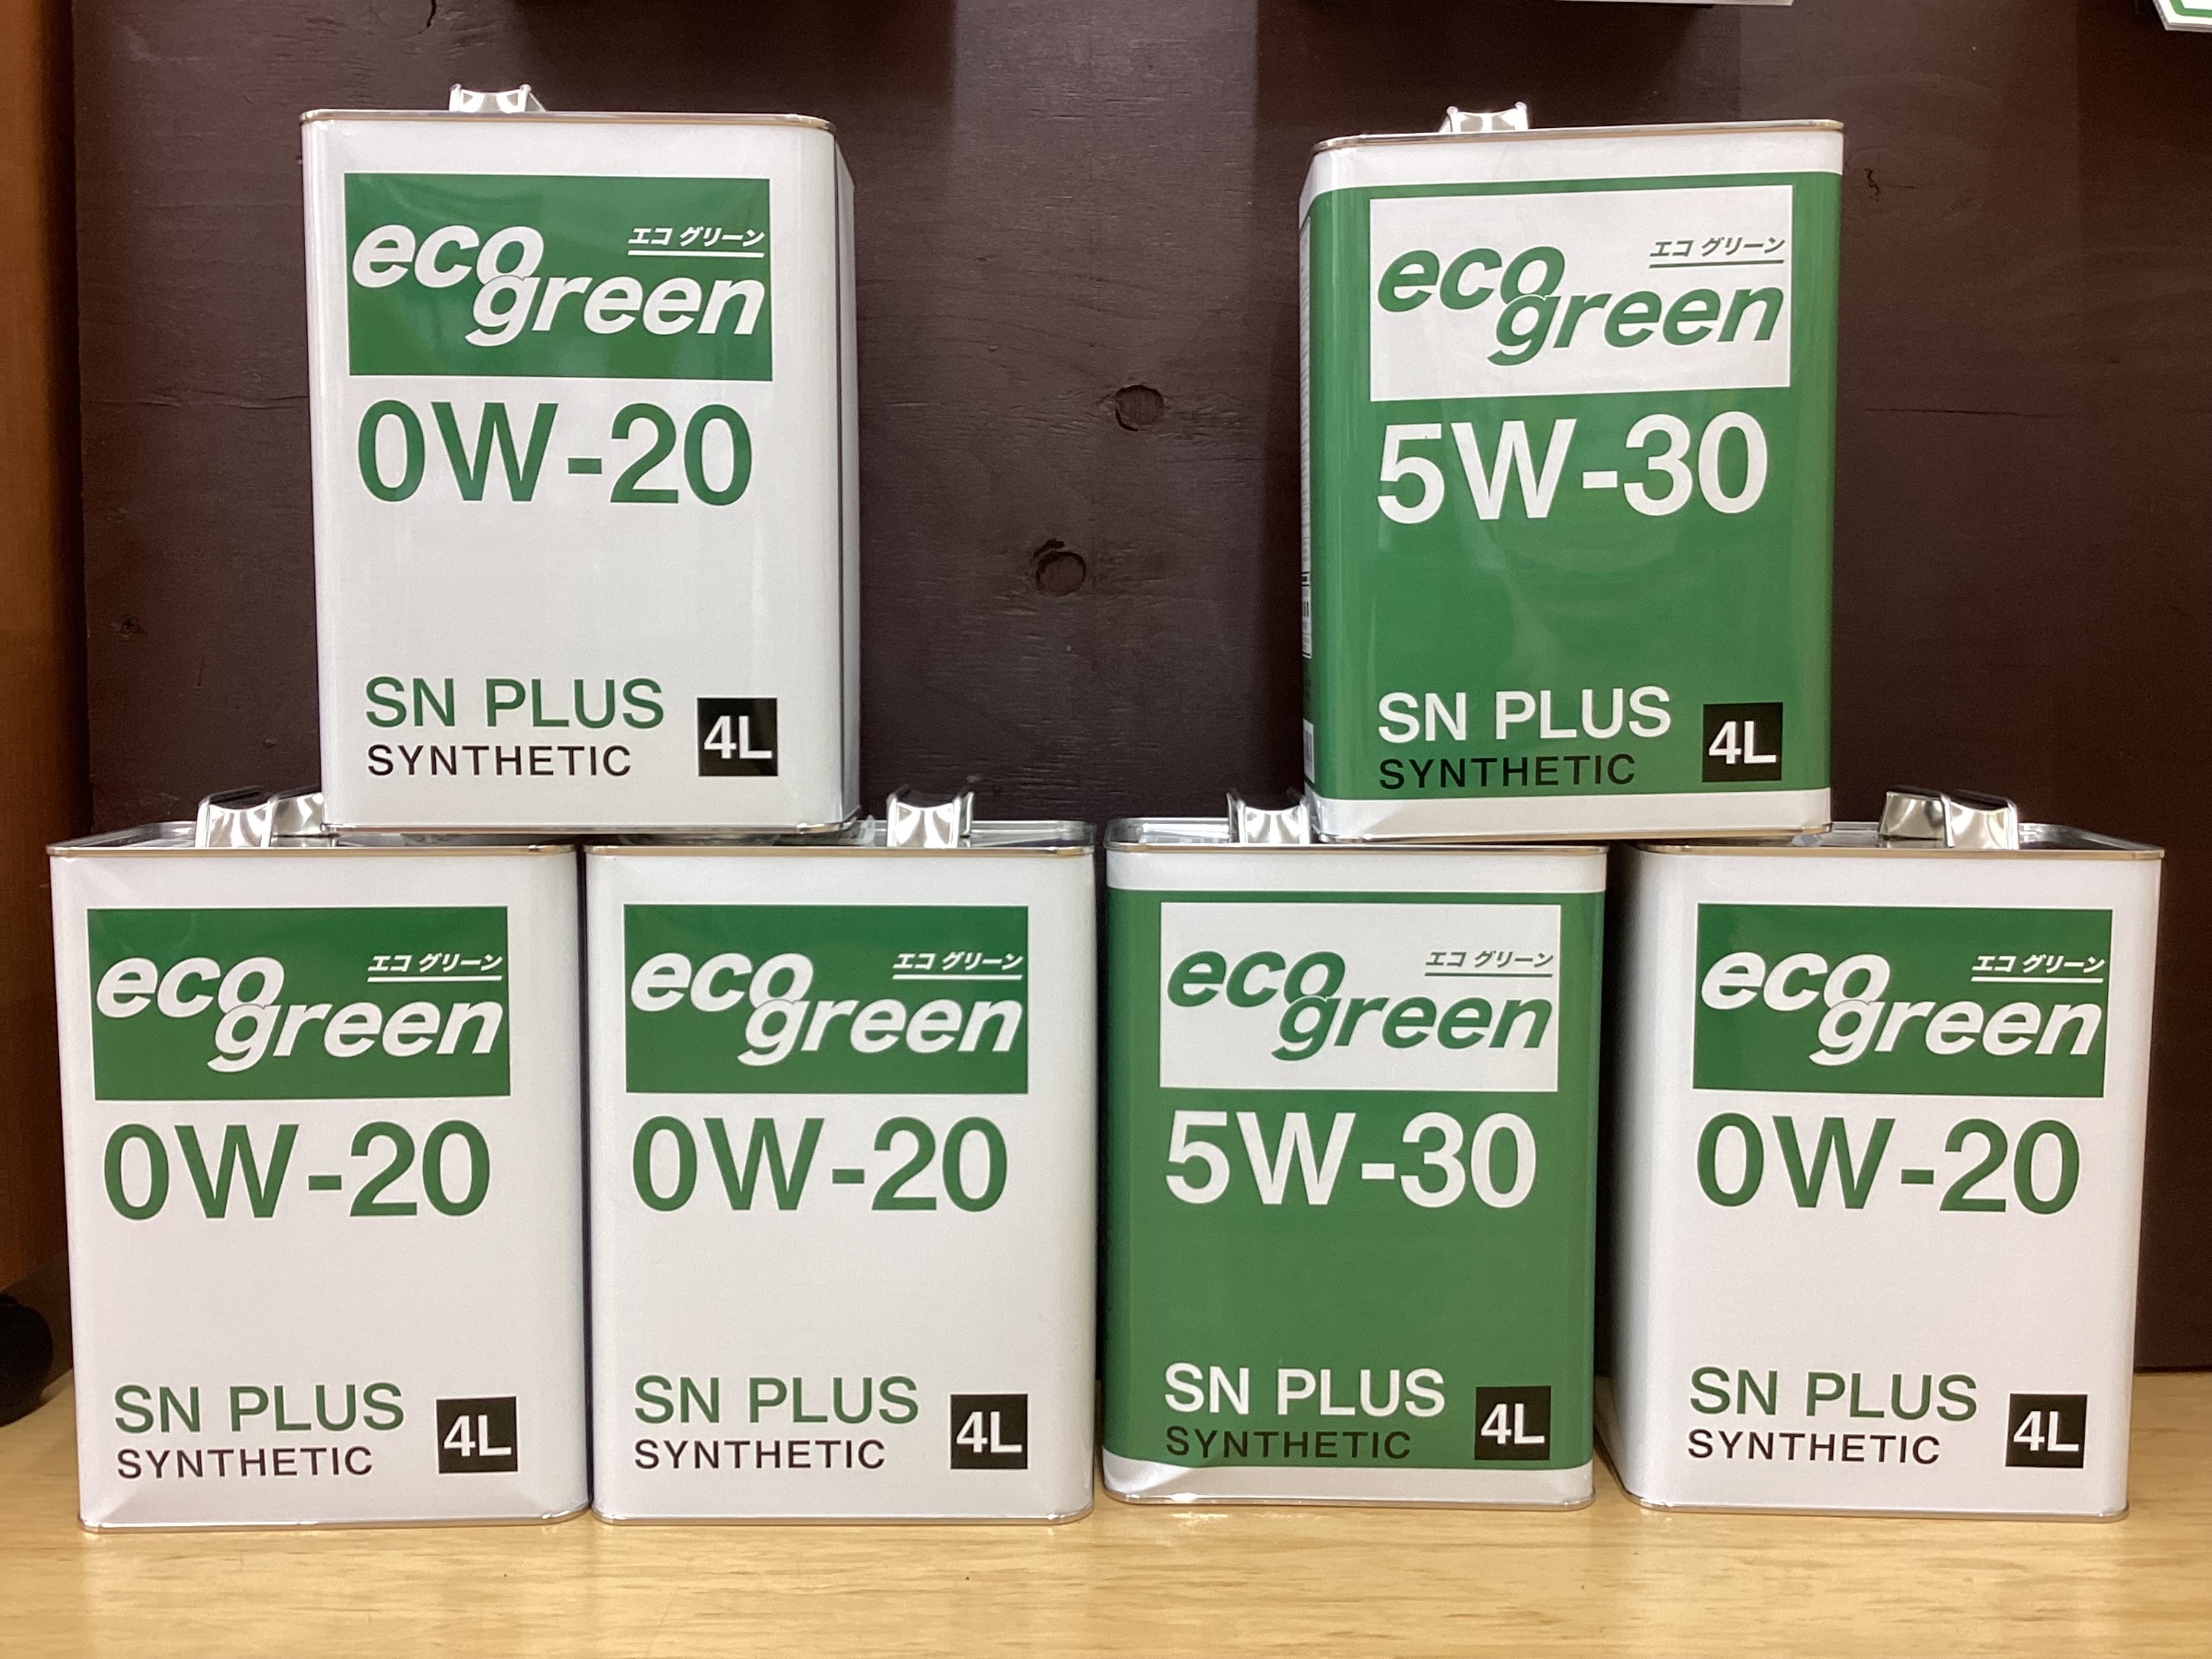 エコ グリーン
eco
green
0W-20
SN PLUS
SYNTHETIC
4L
エコ グリーン
eco
green
5W-30
SN PLUS
SYNTHETIC
4L
エコ グリーン
eco
green
0W-20
SN PLUS
SYNTHETIC
4L
エコ グリーン
eco
green
0W-20
SN PLUS
SYNTHETIC
4L
エコ グリーン
eco
green
5W-30
SN PLUS
SYNTHETIC
4L
エコ グリーン
eco
green
0W-20
SN PLUS
SYNTHETIC
4L